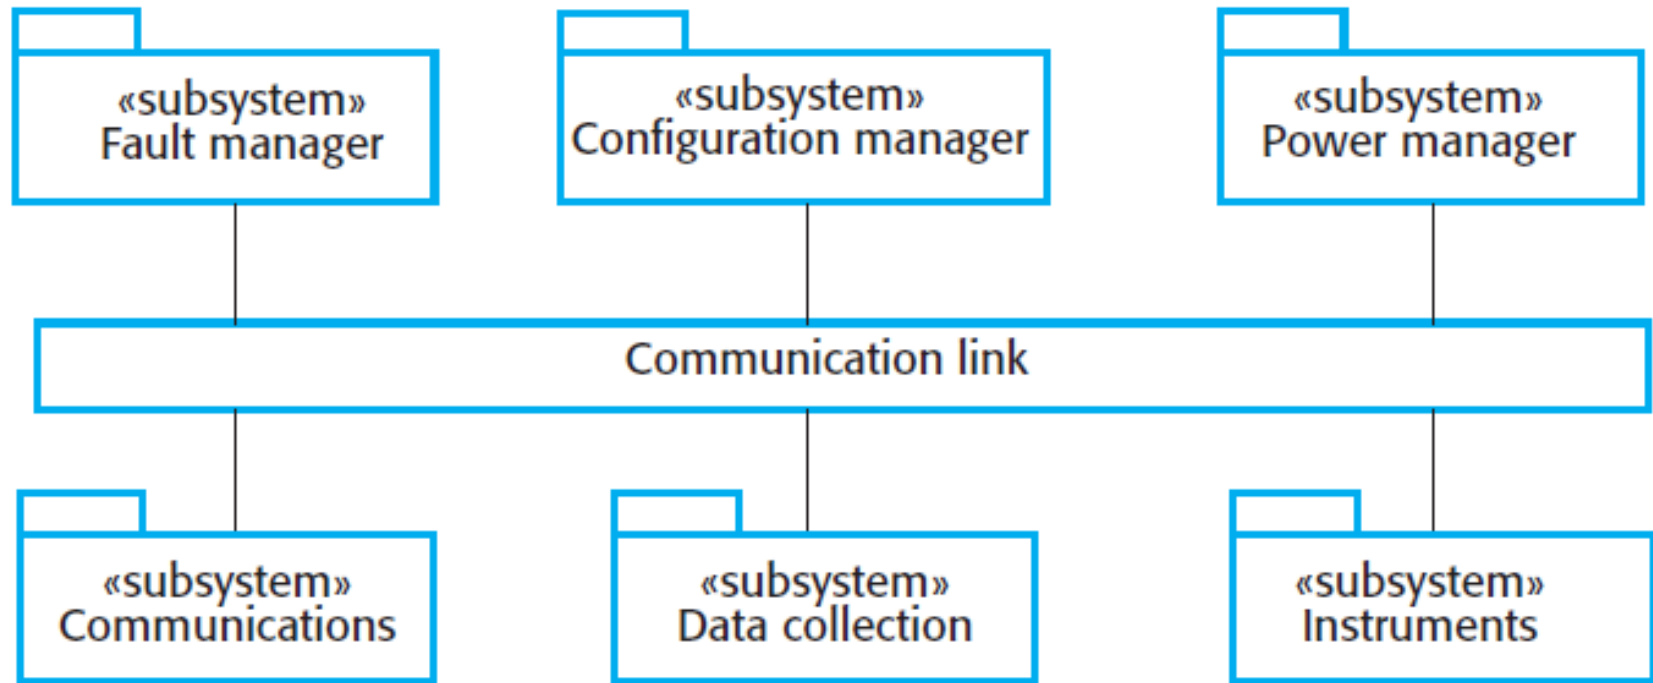 «subsystem»
Fault manager
«subsystem»
Configuration manager
«subsystem»
Power manager
Communication link
«subsystem»
Communications
«subsystem»
Data collection
«subsystem»
Instruments